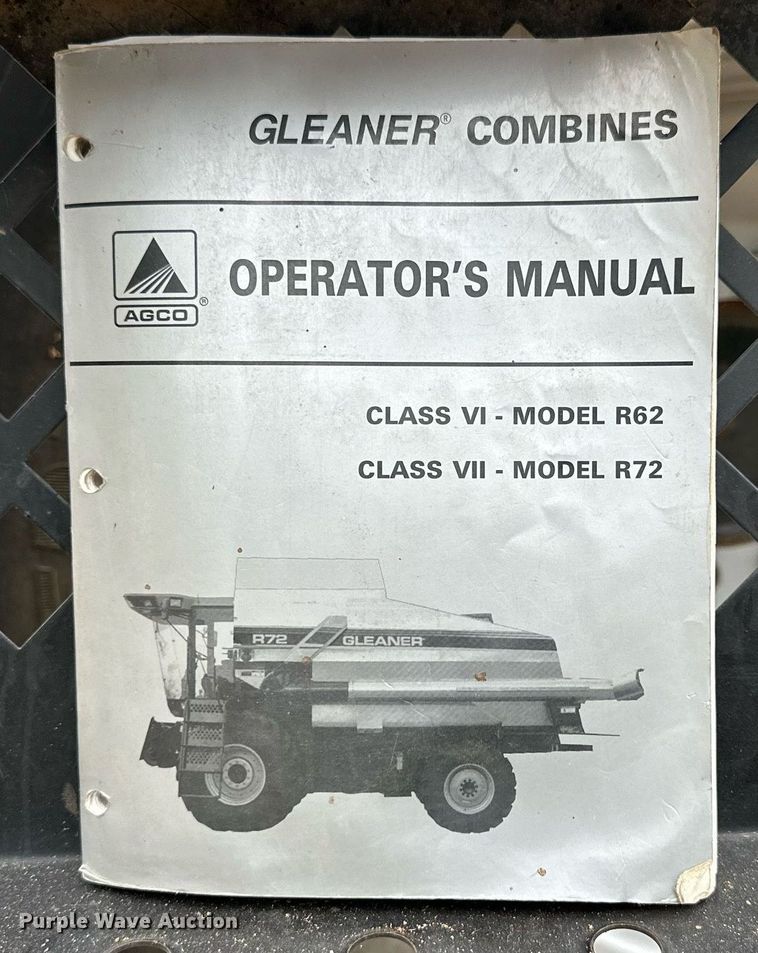 GLEANER® COMBINES
AGCO ®
OPERATOR'S MANUAL
CLASS VI - MODEL R62
CLASS VII - MODEL R72
R72 GLEANER
Purple Wave Auction